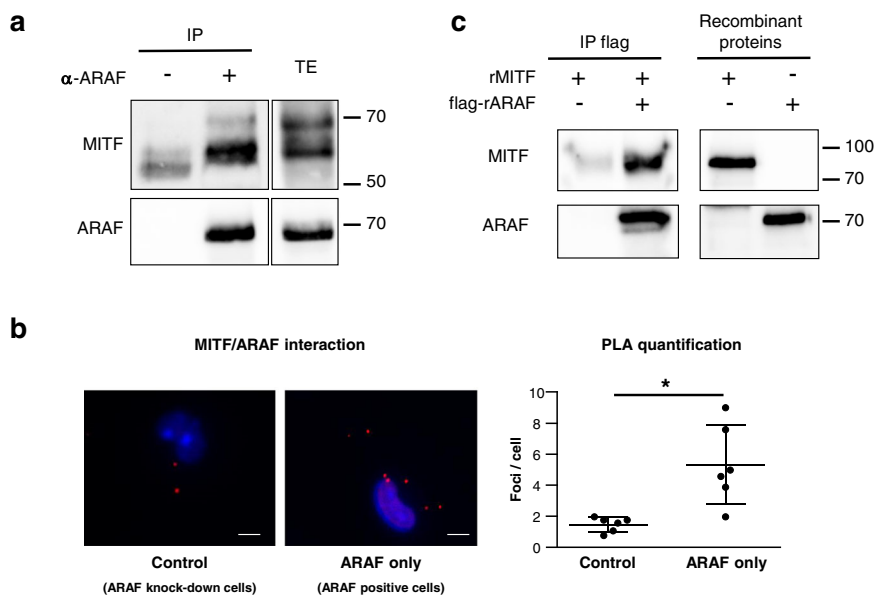 a
IP
α-ARAF - + TE
MITF
70
50
ARAF
70
c
IP flag
Recombinant
proteins
rMITF + + + -
flag-rARAF - + - +
MITF
100
70
ARAF
70
b
MITF/ARAF interaction
Control
(ARAF knock-down cells)
ARAF only
(ARAF positive cells)
PLA quantification
*
Foci / cell
10
8
6
4
2
0
Control
ARAF only